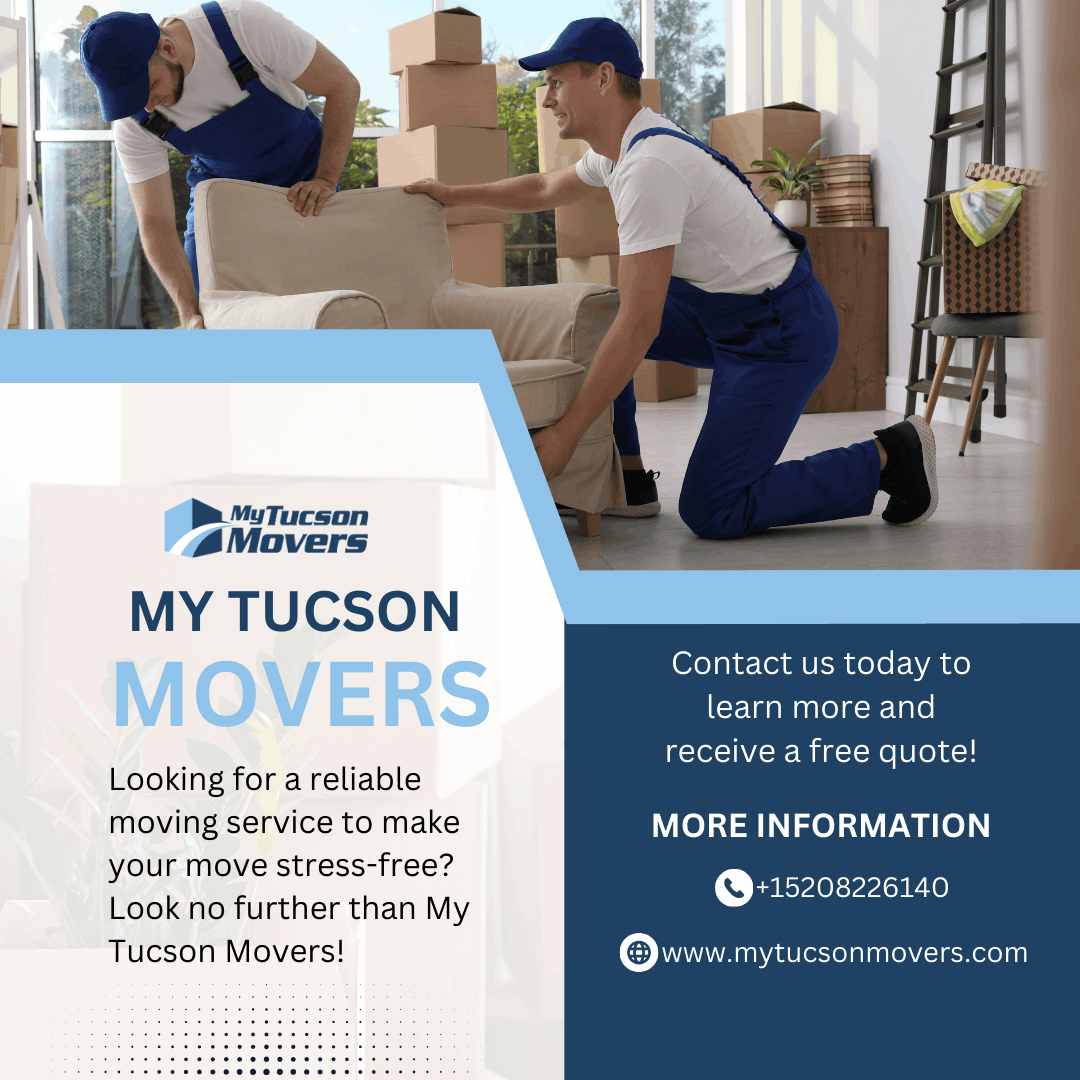 MyTucson
Movers
MY TUCSON
MOVERS
Looking for a reliable
moving service to make
your move stress-free?
Look no further than My
Tucson Movers!
Contact us today to
learn more and
receive a free quote!
MORE INFORMATION
+15208226140
www.mytucsonmovers.com